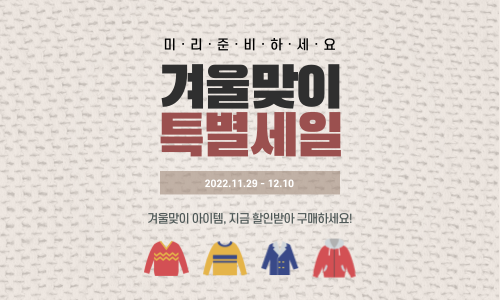 미·리·준·비·하·세·요
겨울맞이
특별세일
2022.11.29 - 12.10
겨울맞이 아이템, 지금 할인받아 구매하세요!